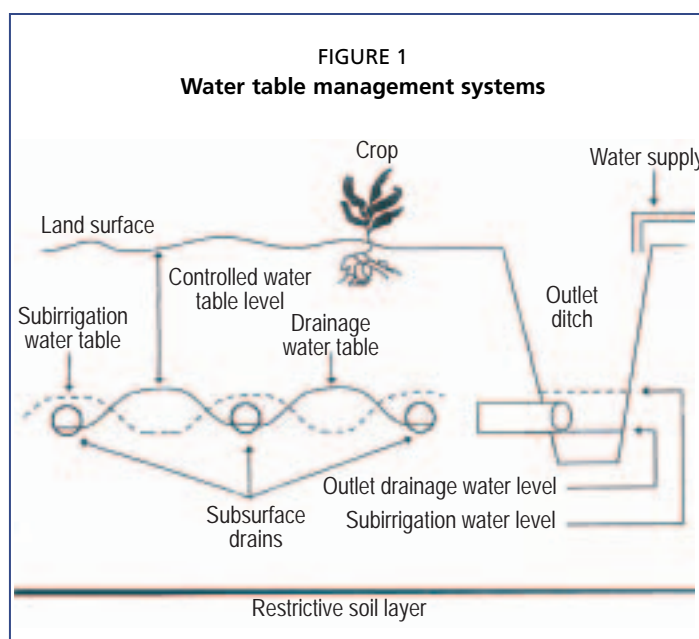 FIGURE 1
Water table management systems
Crop
Water supply
Land surface
Controlled water
table level
Outlet
ditch
Subirrigation
water table
Drainage
water table
Outlet drainage water level
Subirrigation water level
Subsurface
drains
Restrictive soil layer